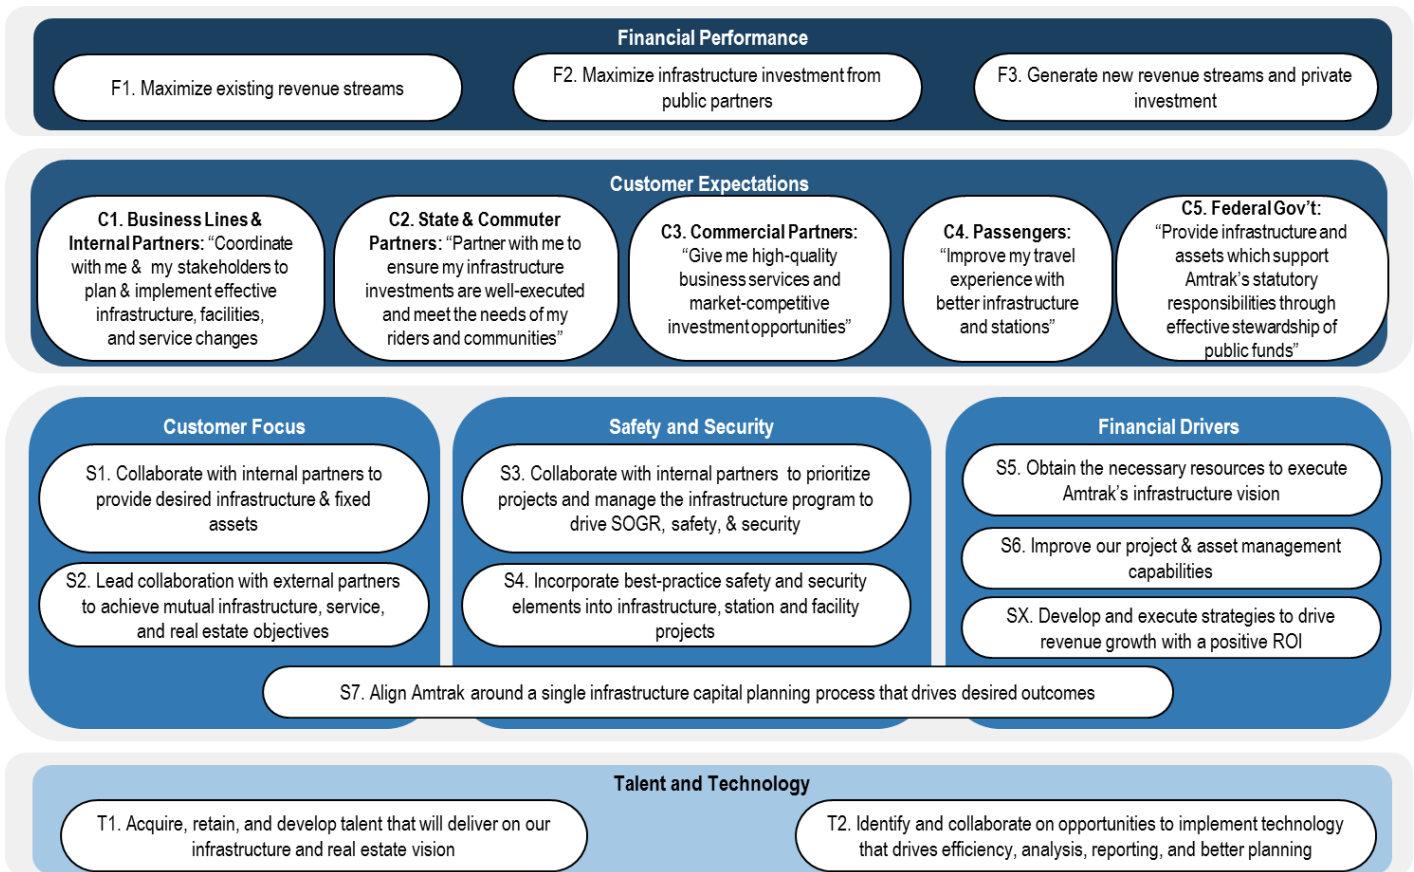 Financial Performance
F1. Maximize existing revenue streams
F2. Maximize infrastructure investment from
public partners
F3. Generate new revenue streams and private
investment
Customer Expectations
C1. Business Lines &
Internal Partners: “Coordinate
with me & my stakeholders to
plan & implement effective
infrastructure, facilities,
and service changes
C2. State & Commuter
Partners: “Partner with me to
ensure my infrastructure
investments are well-executed
and meet the needs of my
riders and communities”
C3. Commercial Partners:
“Give me high-quality
business services and
market-competitive
investment opportunities”
C4. Passengers:
“Improve my travel
experience with
better infrastructure
and stations”
C5. Federal Gov’t:
“Provide infrastructure and
assets which support
Amtrak’s statutory
responsibilities through
effective stewardship of
public funds”
Customer Focus
S1. Collaborate with internal partners to
provide desired infrastructure & fixed
assets
S2. Lead collaboration with external partners
to achieve mutual infrastructure, service,
and real estate objectives
Safety and Security
S3. Collaborate with internal partners to prioritize
projects and manage the infrastructure program to
drive SOGR, safety, & security
S4. Incorporate best-practice safety and security
elements into infrastructure, station and facility
projects
Financial Drivers
S5. Obtain the necessary resources to execute
Amtrak’s infrastructure vision
S6. Improve our project & asset management
capabilities
SX. Develop and execute strategies to drive
revenue growth with a positive ROI
S7. Align Amtrak around a single infrastructure capital planning process that drives desired outcomes
Talent and Technology
T1. Acquire, retain, and develop talent that will deliver on our
infrastructure and real estate vision
T2. Identify and collaborate on opportunities to implement technology
that drives efficiency, analysis, reporting, and better planning